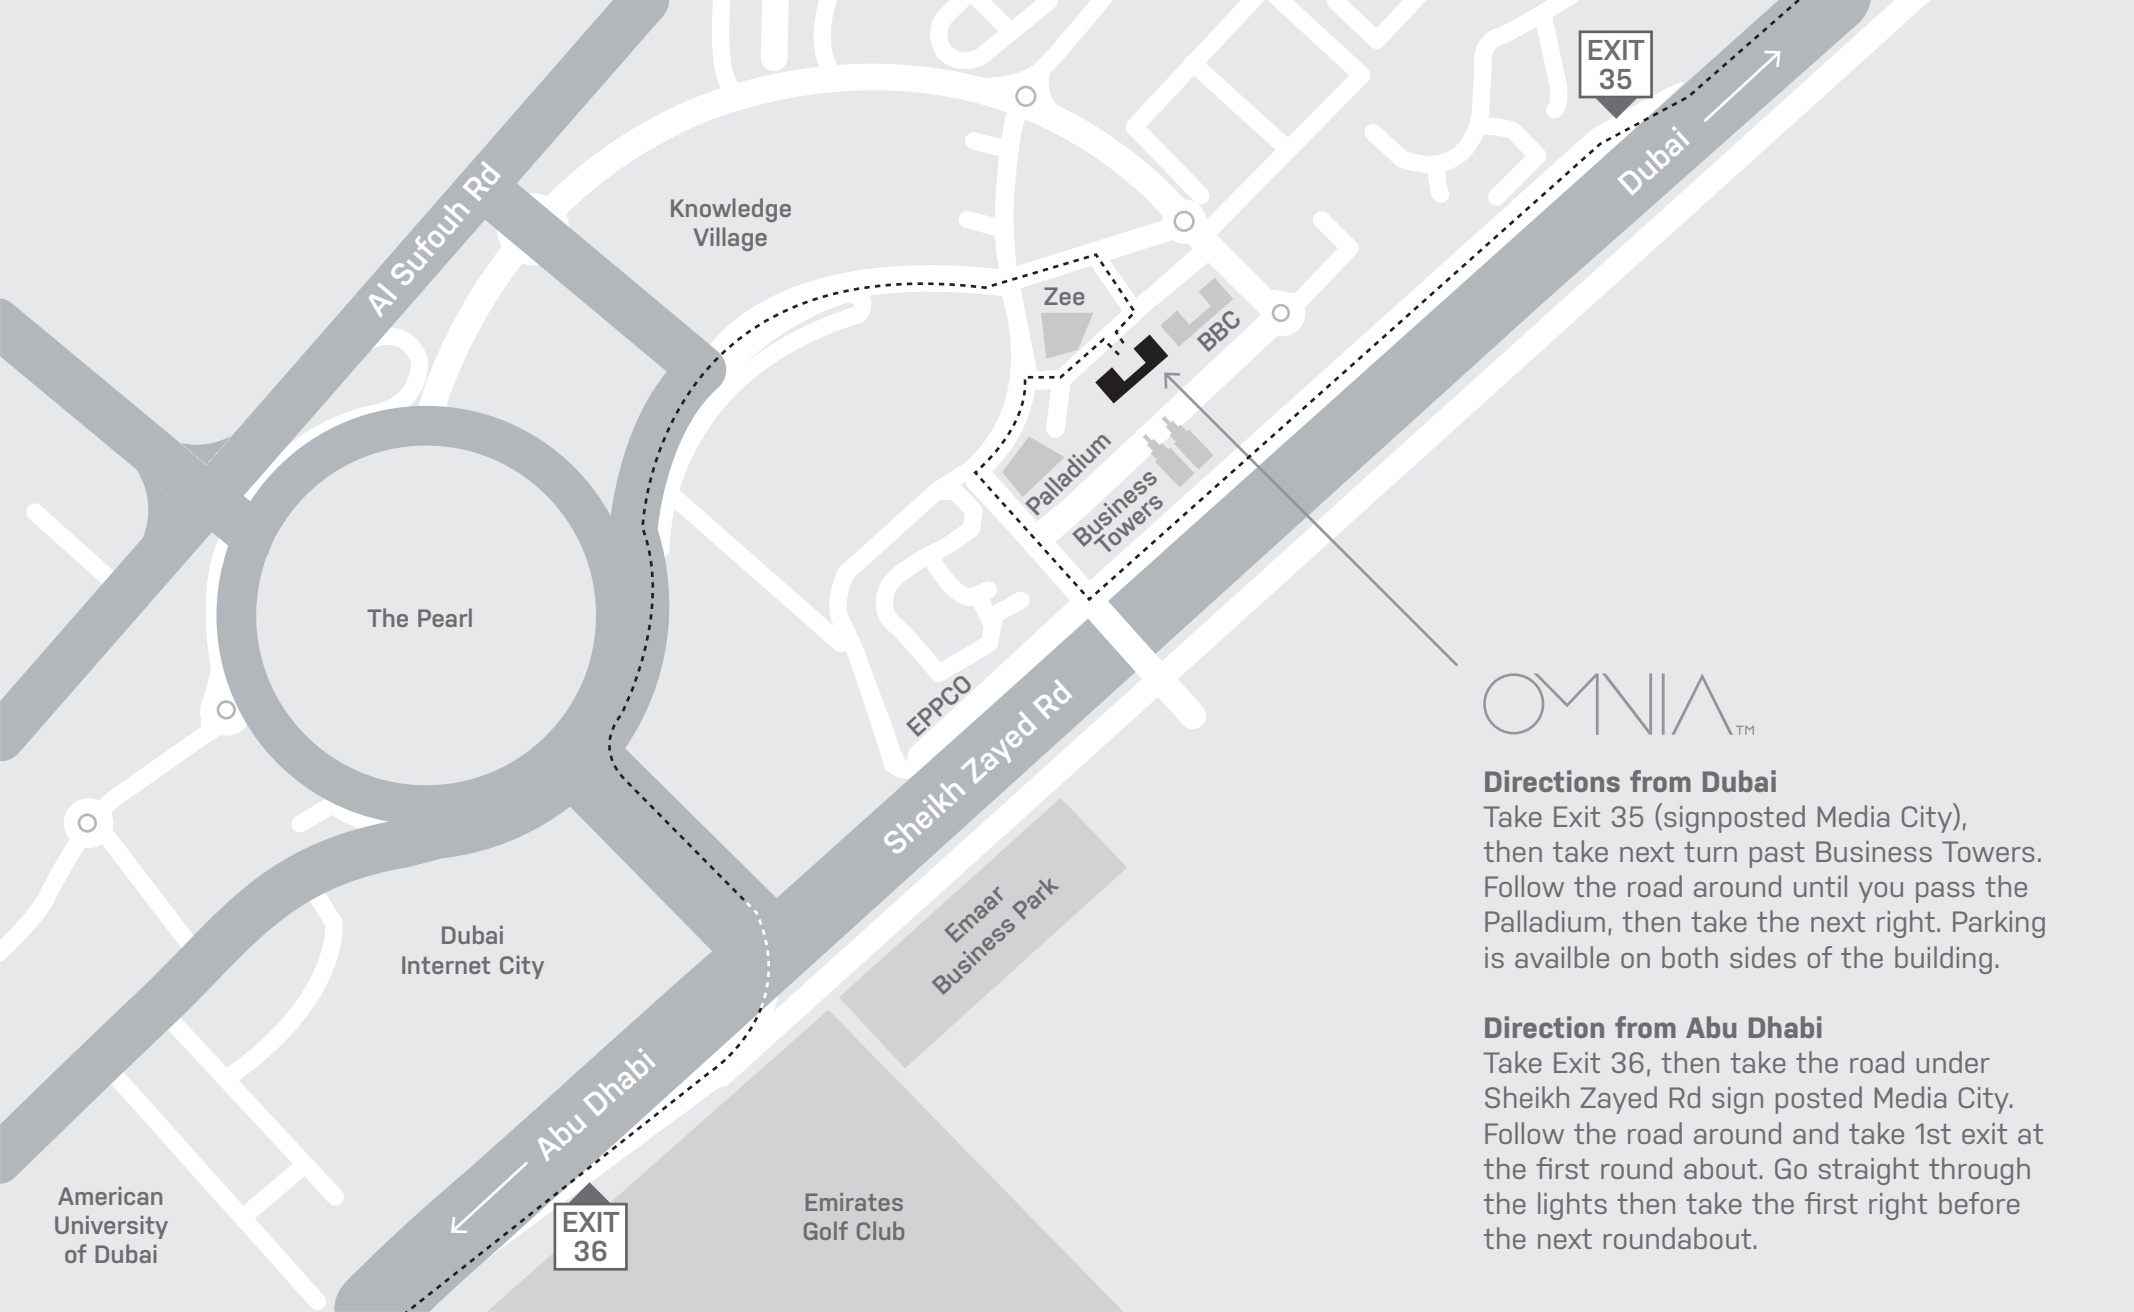 EXIT
35
Dubai
Al Sufouh Rd
Knowledge
Village
Zee
BBC
Palladium
Business
Towers
The Pearl
EPPCO
Sheikh Zayed Rd
Emaar
Business Park
Dubai
Internet City
Abu Dhabi
American
University
of Dubai
EXIT
36
Emirates
Golf Club
OMNIA™
Directions from Dubai
Take Exit 35 (signposted Media City),
then take next turn past Business Towers.
Follow the road around until you pass the
Palladium, then take the next right. Parking
is availble on both sides of the building.
Direction from Abu Dhabi
Take Exit 36, then take the road under
Sheikh Zayed Rd sign posted Media City.
Follow the road around and take 1st exit at
the first round about. Go straight through
the lights then take the first right before
the next roundabout.